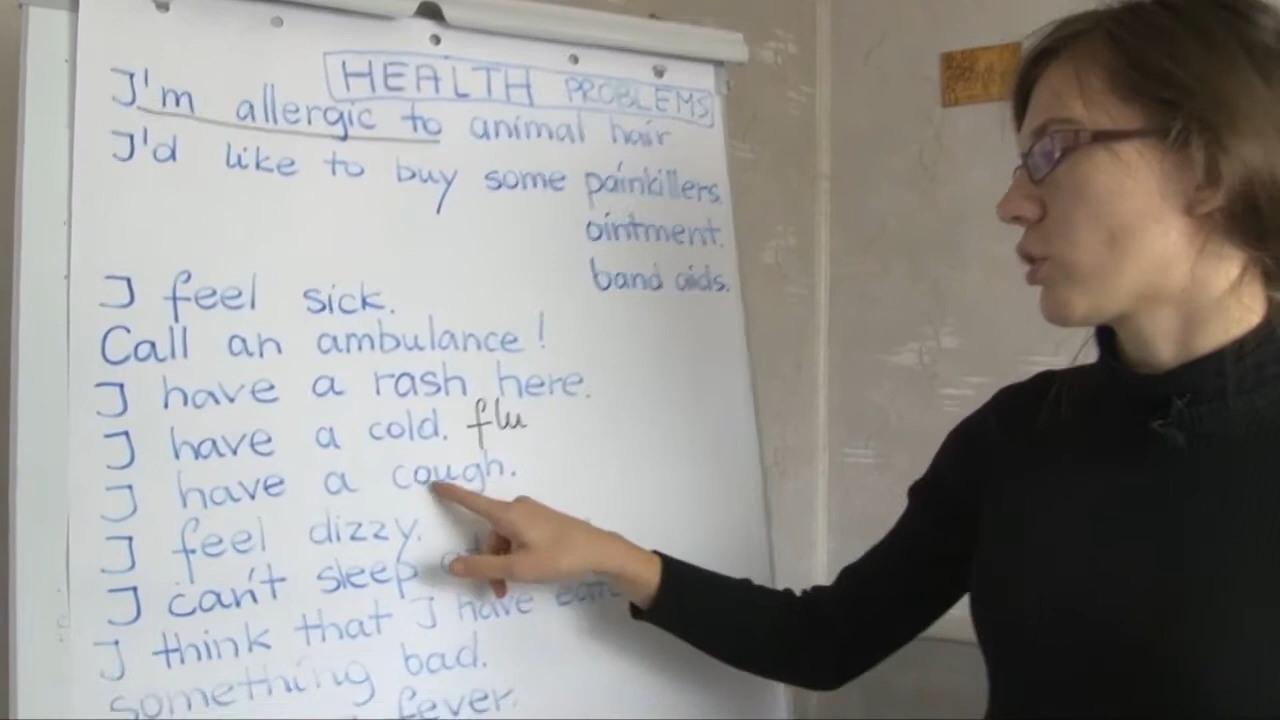 HEALTH PROBLEMS
I'm allergic to animal hair
I'd like to buy some painkillers.
ointment.
band aids.
I feel sick.
Call an ambulance!
I have a rash here.
I have a cold. flu
I have a cough.
I feel dizzy.
I can't sleep
I think that I have
something bad.
fever.